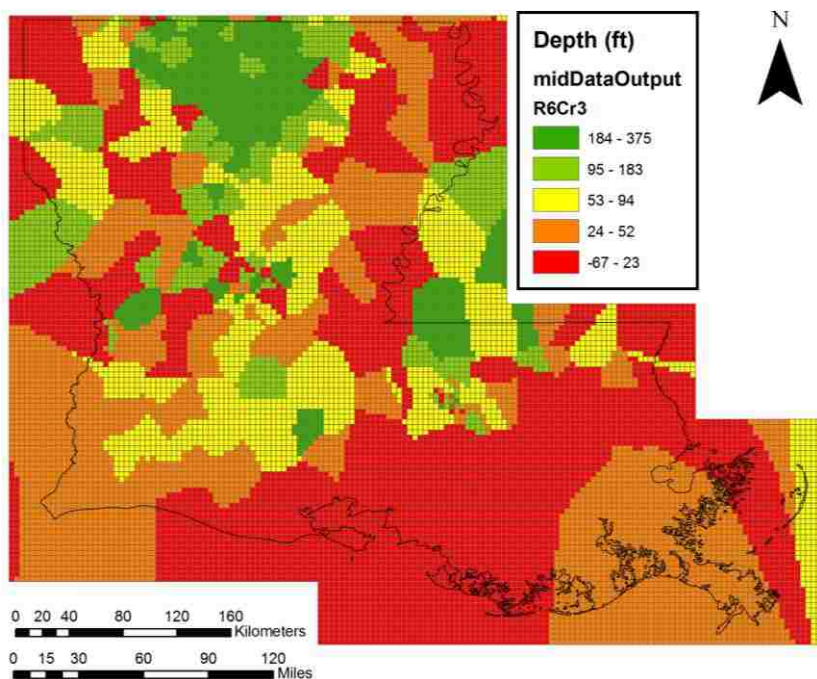 N
Depth (ft)
midDataOutput
R6Cr3
184 - 375
95 - 183
53 - 94
24 - 52
-67 - 23
0 20 40 80 120 160
Kilometers
0 15 30 60 90 120
Miles